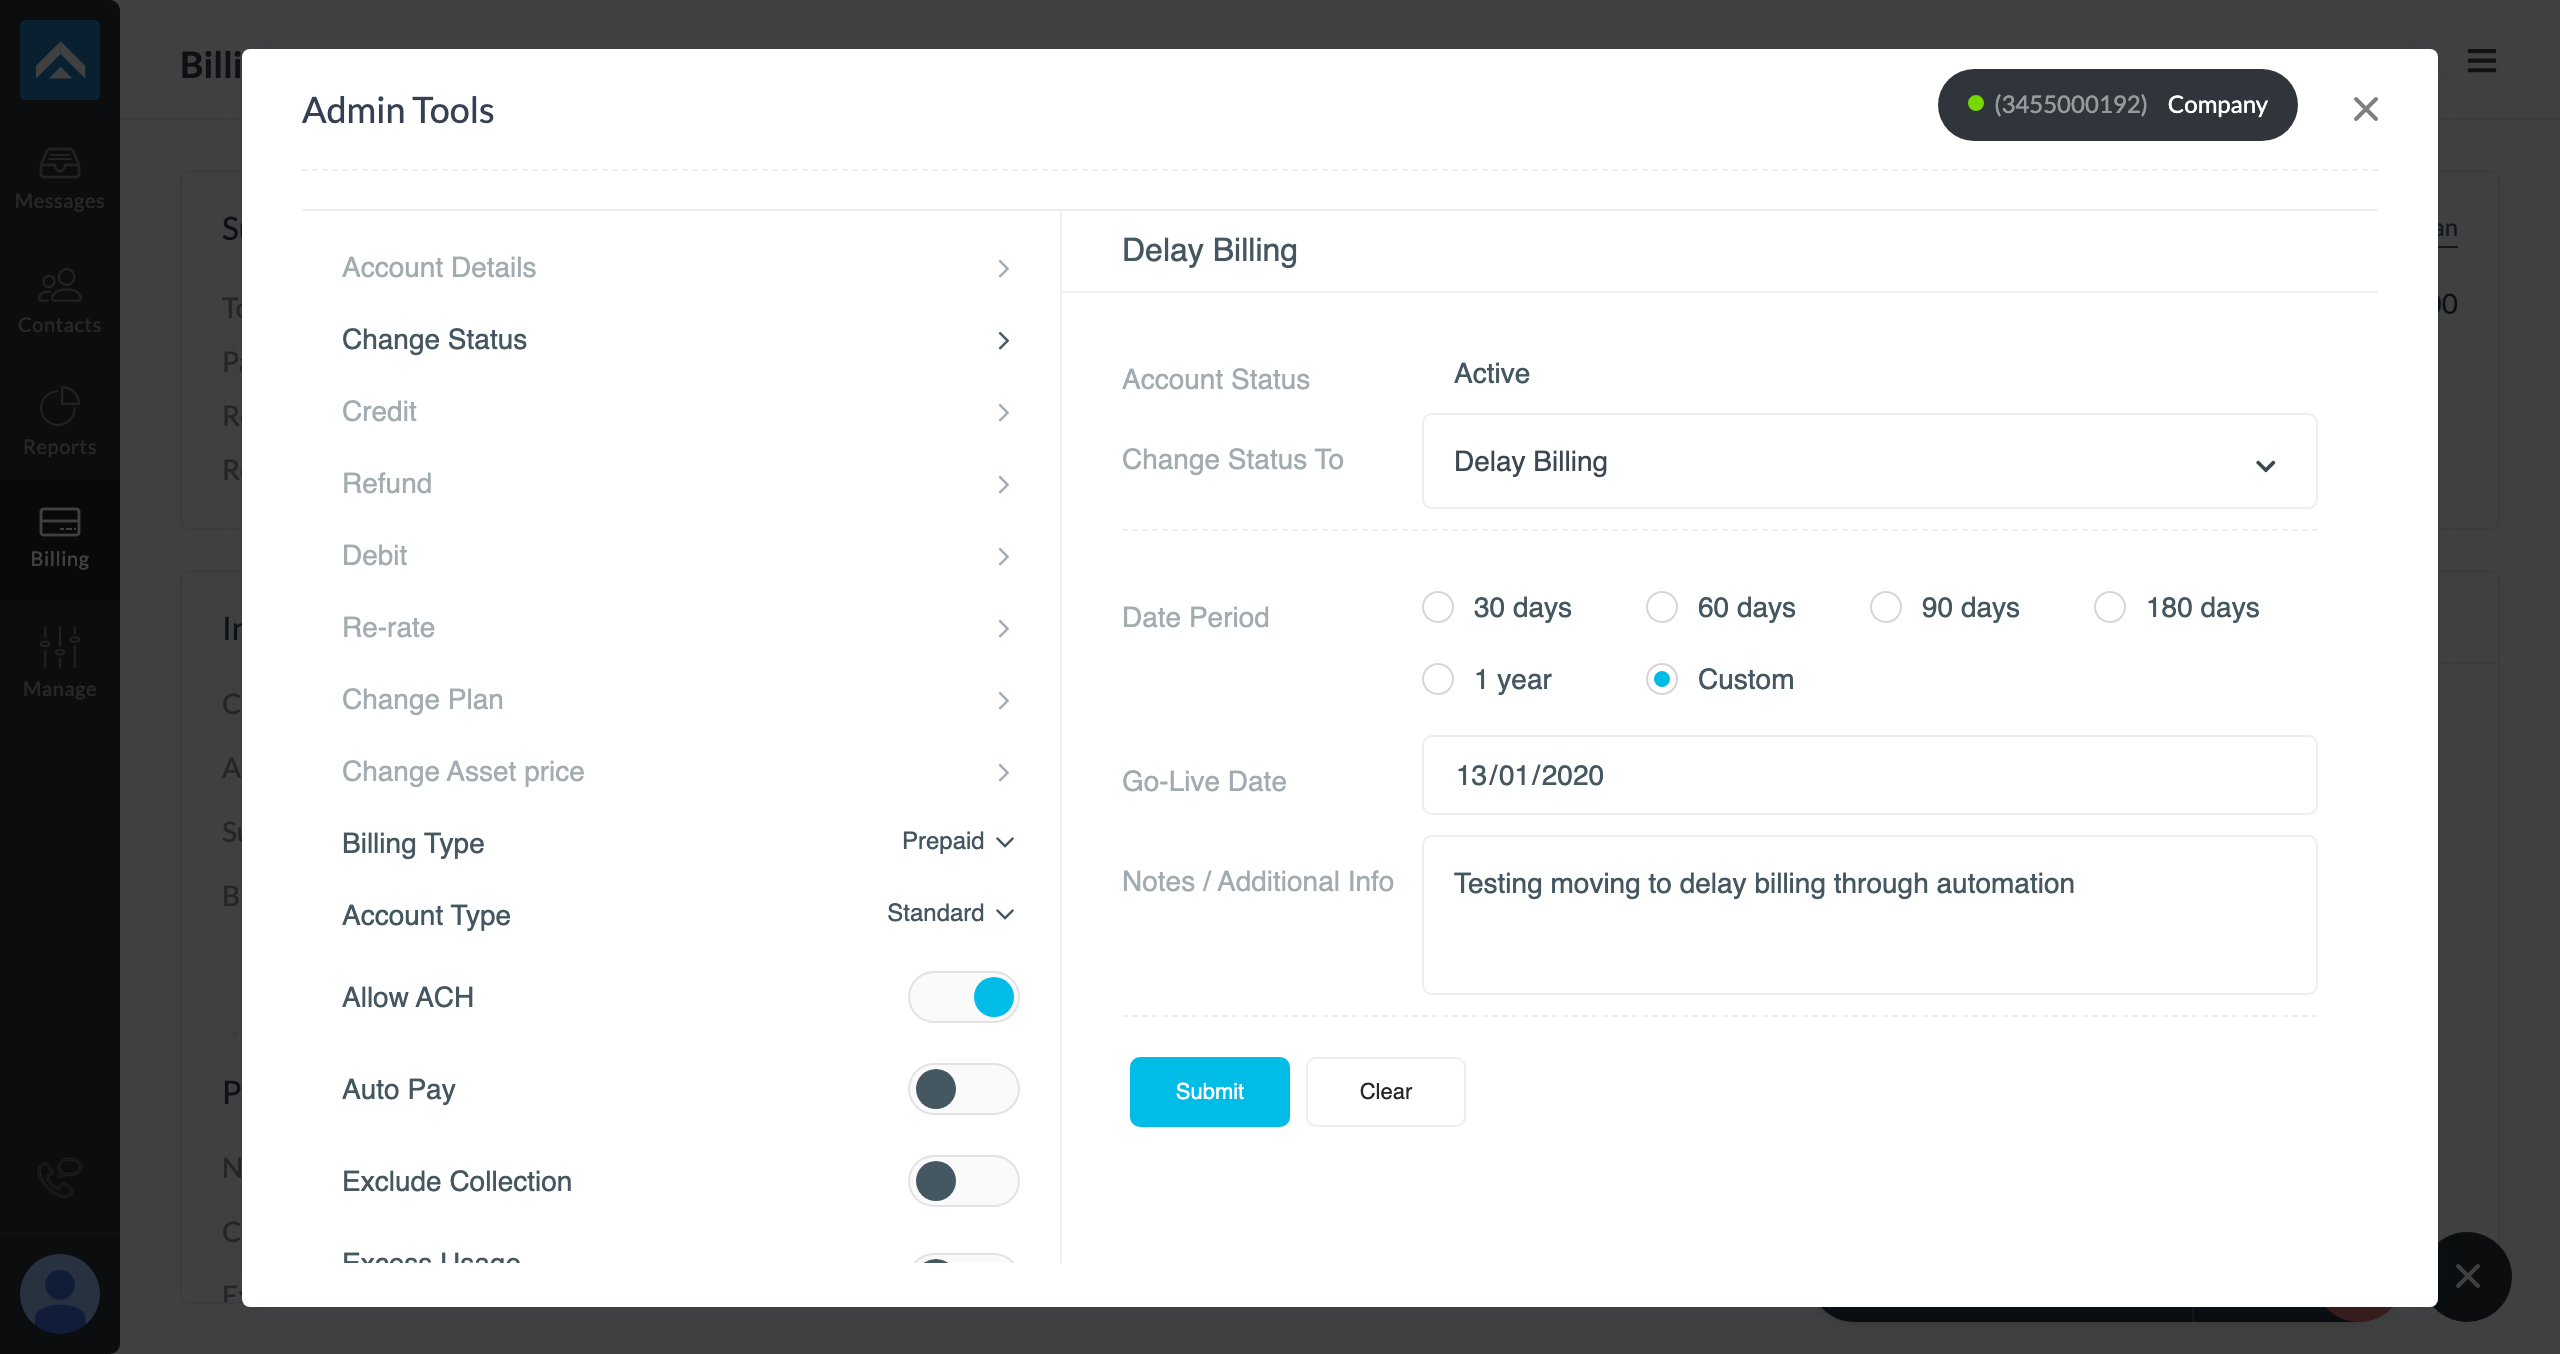 Messages
Contacts
Reports
Billing
Manage
Admin Tools
(3455000192) Company
Account Details
Change Status
Credit
Refund
Debit
Re-rate
Change Plan
Change Asset price
Billing Type Prepaid
Account Type Standard
Allow ACH
Auto Pay
Exclude Collection
Excess Usage
Delay Billing
Account Status Active
Change Status To Delay Billing
Date Period 30 days 60 days 90 days 180 days
1 year Custom
Go-Live Date 13/01/2020
Notes / Additional Info Testing moving to delay billing through automation
Submit Clear